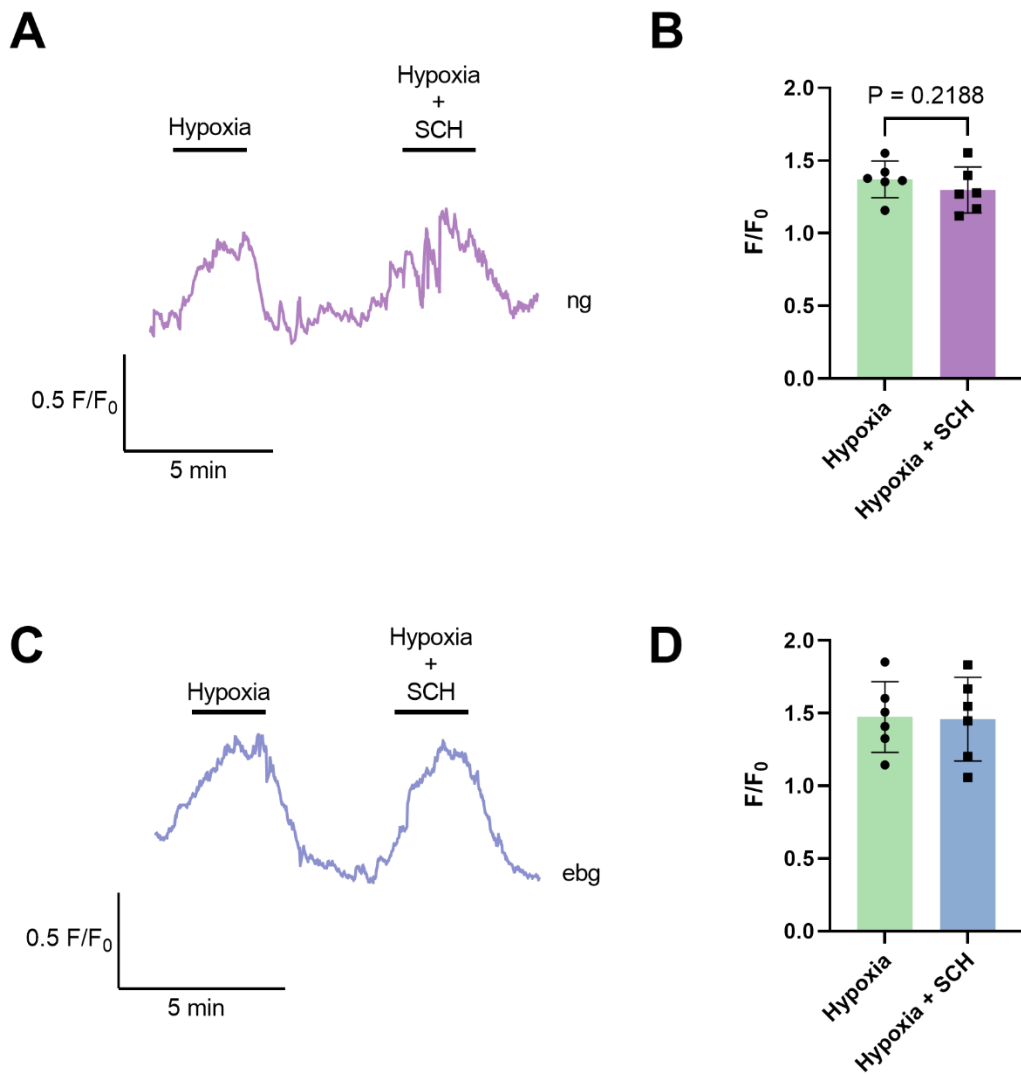 A
Hypoxia
Hypoxia
+
SCH
ng
0.5 F/F₀
5 min
B
P = 0.2188
2.0
1.5
1.0
0.5
0.0
F/F₀
Hypoxia
Hypoxia + SCH
C
Hypoxia
Hypoxia
+
SCH
ebg
0.5 F/F₀
5 min
D
2.0
1.5
1.0
0.5
0.0
F/F₀
Hypoxia
Hypoxia + SCH